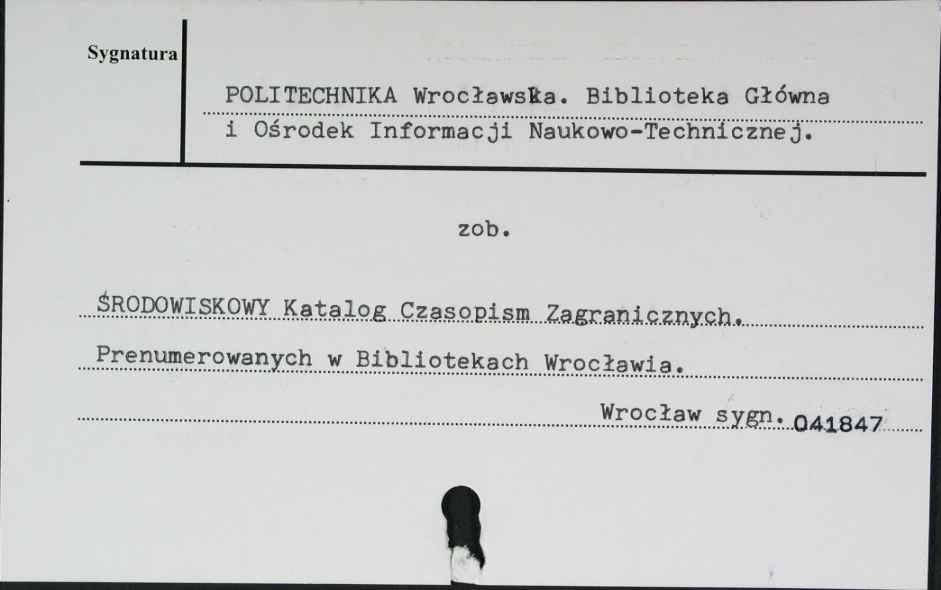 Sygnatura
POLITECHNIKA Wrocławska. Biblioteka Główna
i Ośrodek Informacji Naukowo-Technicznej.
zob.
ŚRODOWISKOWY Katalog Czasopism Zagranicznych.
Prenumerowanych w Bibliotekach Wrocławia.
Wrocław sygn. 041847